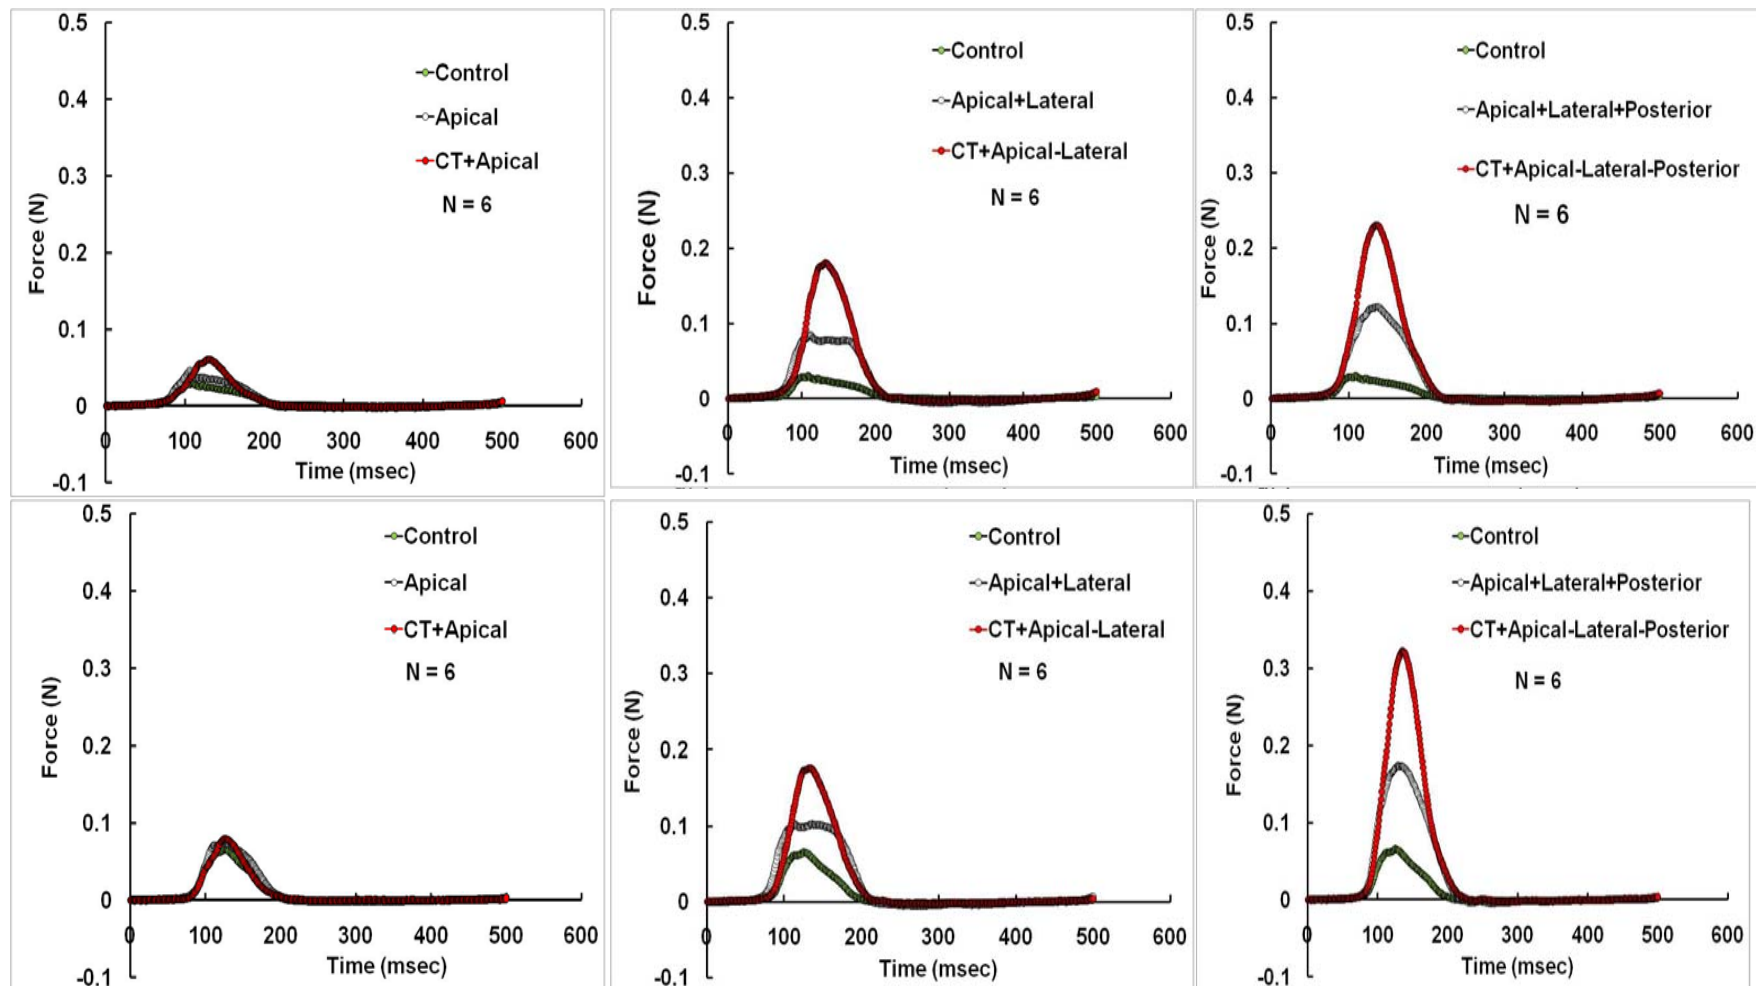 0.5
0.4
0.3
0.2
0.1
0
-0.1
Force (N)
0 100 200 300 400 500 600
Time (msec)
Control
Apical
CT+Apical
N = 6
0.5
0.4
0.3
0.2
0.1
0
-0.1
Force (N)
0 100 200 300 400 500 600
Time (msec)
Control
Apical+Lateral
CT+Apical-Lateral
N = 6
0.5
0.4
0.3
0.2
0.1
0
-0.1
Force (N)
0 100 200 300 400 500 600
Time (msec)
Control
Apical+Lateral+Posterior
CT+Apical-Lateral-Posterior
N = 6
0.5
0.4
0.3
0.2
0.1
0
-0.1
Force (N)
0 100 200 300 400 500 600
Time (msec)
Control
Apical
CT+Apical
N = 6
0.5
0.4
0.3
0.2
0.1
0
-0.1
Force (N)
0 100 200 300 400 500 600
Time (msec)
Control
Apical+Lateral
CT+Apical-Lateral
N = 6
0.5
0.4
0.3
0.2
0.1
0
-0.1
Force (N)
0 100 200 300 400 500 600
Time (msec)
Control
Apical+Lateral+Posterior
CT+Apical-Lateral-Posterior
N = 6